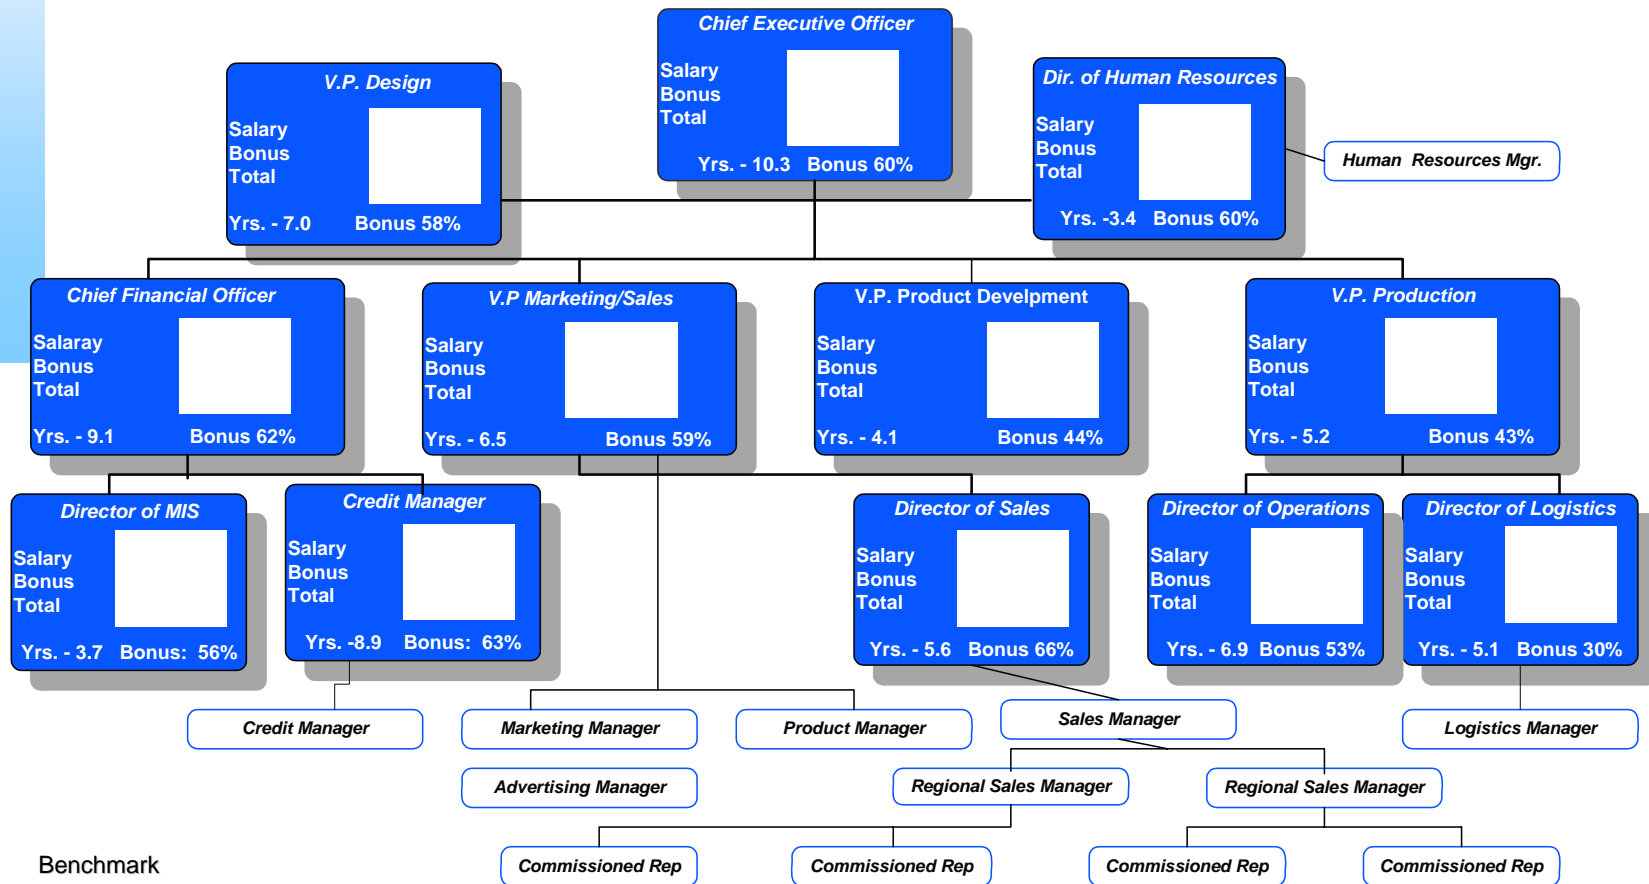 Chief Executive Officer
Salary
Bonus
Total
Yrs. - 10.3 Bonus 60%
V.P. Design
Salary
Bonus
Total
Yrs. - 7.0 Bonus 58%
Dir. of Human Resources
Salary
Bonus
Total
Yrs. -3.4 Bonus 60%
Human Resources Mgr.
Chief Financial Officer
Salaray
Bonus
Total
Yrs. - 9.1 Bonus 62%
V.P Marketing/Sales
Salary
Bonus
Total
Yrs. - 6.5 Bonus 59%
V.P. Product Develpment
Salary
Bonus
Total
Yrs. - 4.1 Bonus 44%
V.P. Production
Salary
Bonus
Total
Yrs. - 5.2 Bonus 43%
Director of MIS
Salary
Bonus
Total
Yrs. - 3.7 Bonus: 56%
Credit Manager
Salary
Bonus
Total
Yrs. -8.9 Bonus: 63%
Director of Sales
Salary
Bonus
Total
Yrs. - 5.6 Bonus 66%
Director of Operations
Salary
Bonus
Total
Yrs. - 6.9 Bonus 53%
Director of Logistics
Salary
Bonus
Total
Yrs. - 5.1 Bonus 30%
Credit Manager
Marketing Manager
Product Manager
Sales Manager
Logistics Manager
Advertising Manager
Regional Sales Manager
Regional Sales Manager
Commissioned Rep
Commissioned Rep
Commissioned Rep
Commissioned Rep
Benchmark